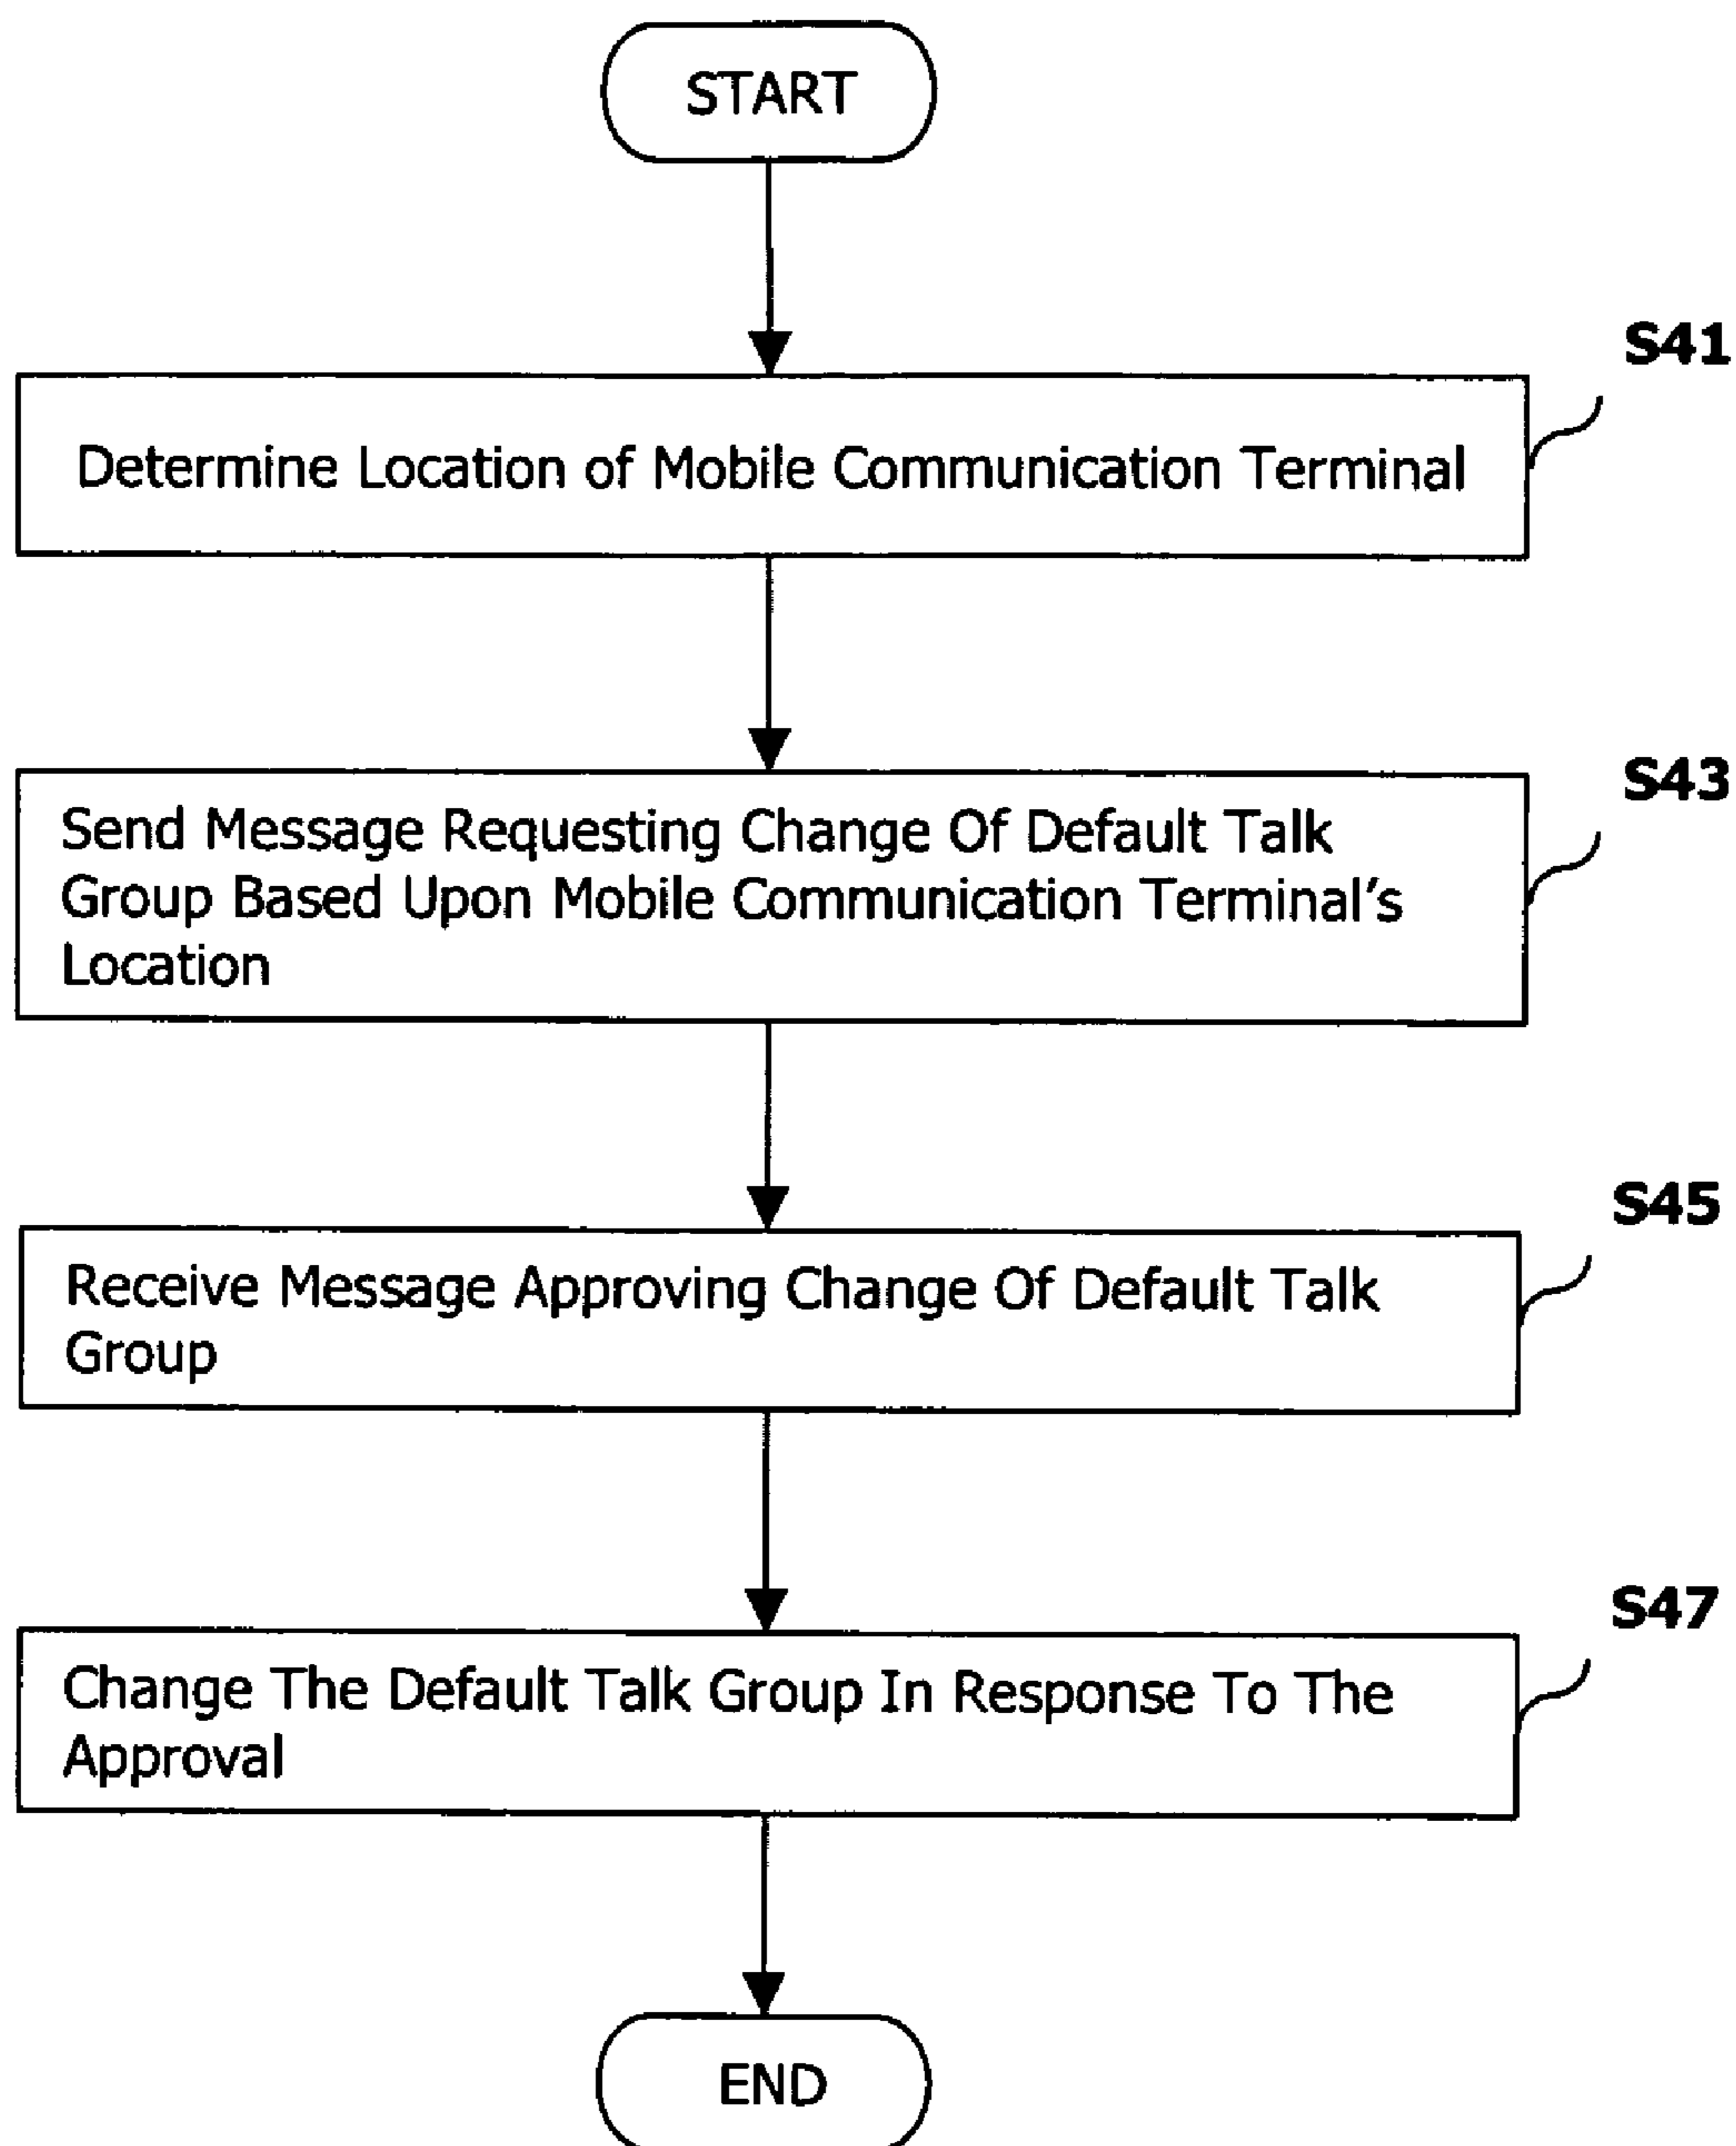 START
S41
Determine Location of Mobile Communication Terminal
S43
Send Message Requesting Change Of Default Talk
Group Based Upon Mobile Communication Terminal's
Location
S45
Receive Message Approving Change Of Default Talk
Group
S47
Change The Default Talk Group In Response To The
Approval
END